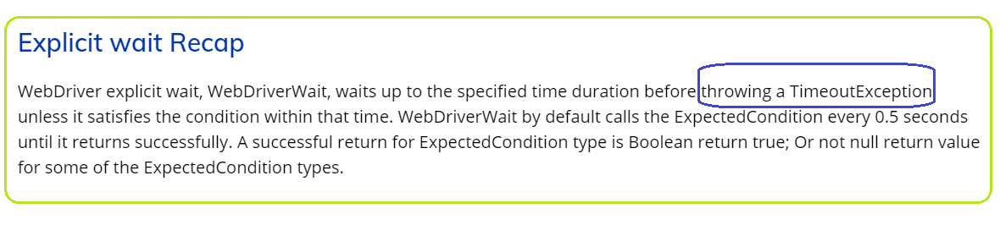 Explicit wait Recap
WebDriver explicit wait, WebDriverWait, waits up to the specified time duration before throwing a TimeoutException
unless it satisfies the condition within that time. WebDriverWait by default calls the ExpectedCondition every 0.5 seconds
until it returns successfully. A successful return for ExpectedCondition type is Boolean return true; Or not null return value
for some of the ExpectedCondition types.